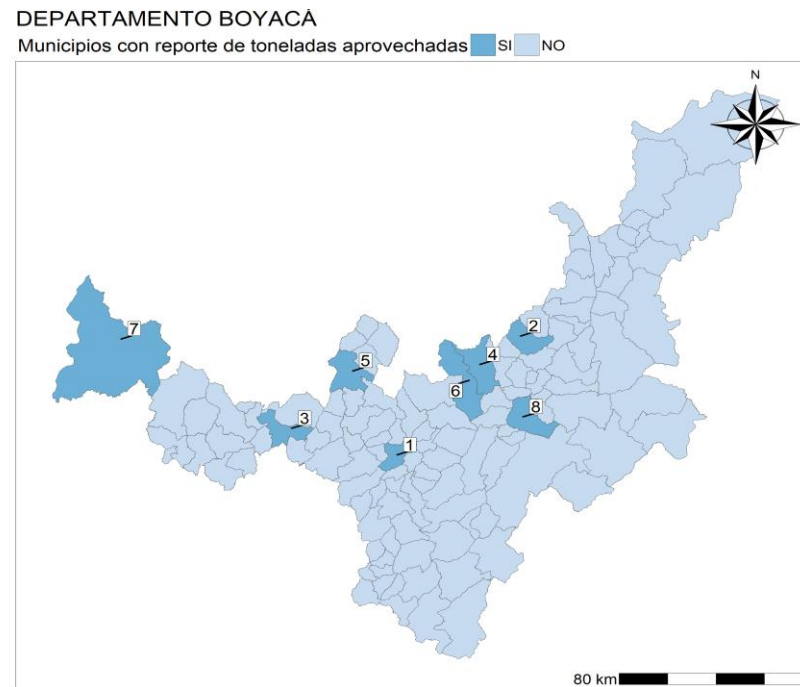 DEPARTAMENTO BOYACÁ
Municipios con reporte de toneladas aprovechadas SI NO
N
7
2
4
5
6
8
3
1
80 km